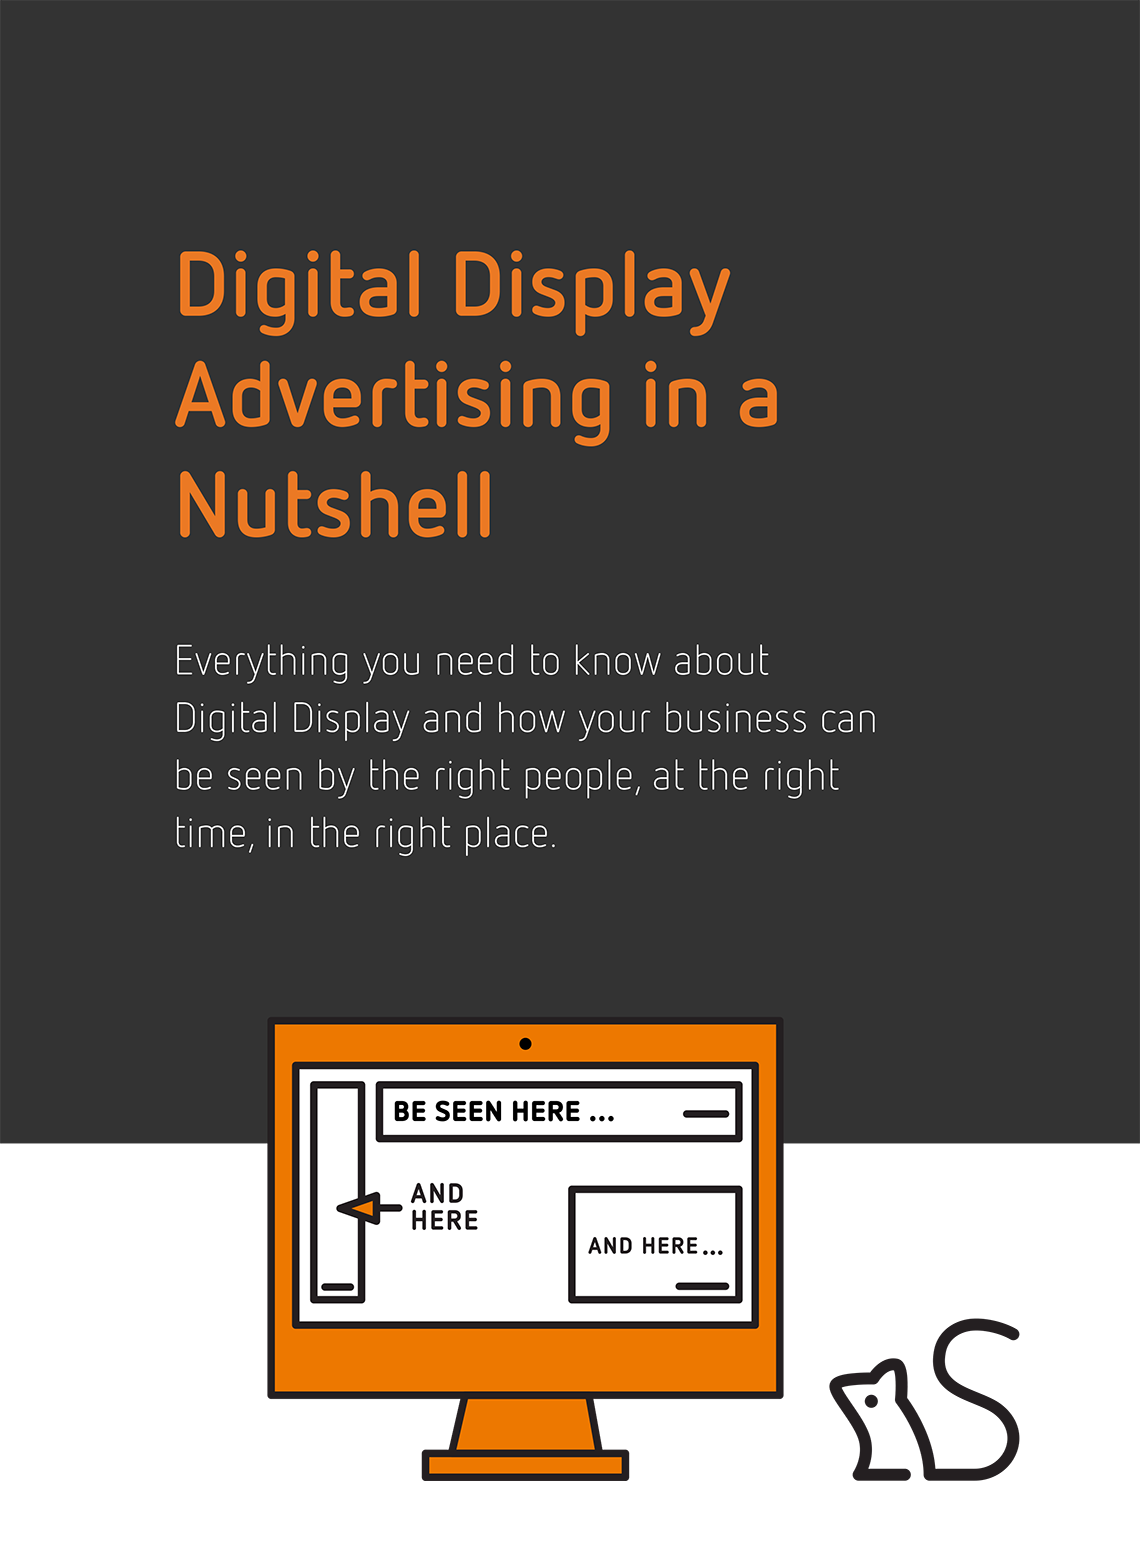 Digital Display
Advertising in a
Nutshell
Everything you need to know about
Digital Display and how your business can
be seen by the right people, at the right
time, in the right place.
BE SEEN HERE ...
AND
HERE
AND HERE...